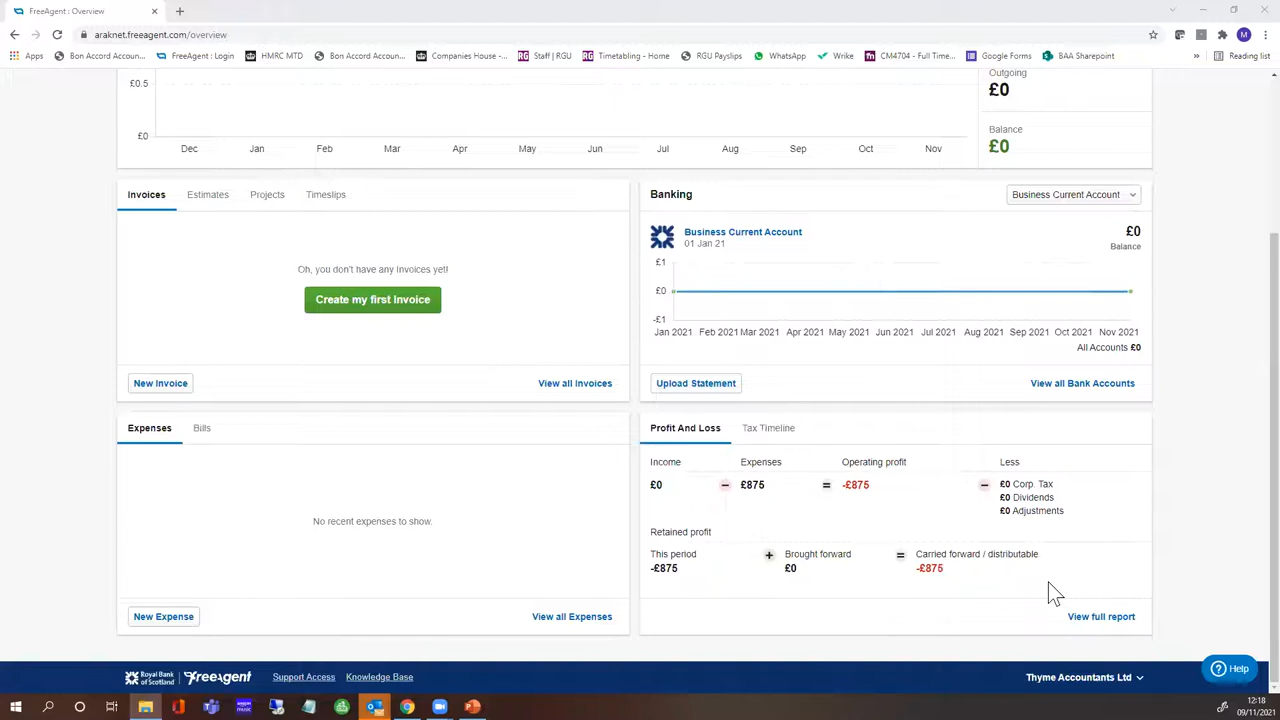 FreeAgent : Overview
araknet.freeagent.com/overview
M
Apps Bon Accord Accoun... FreeAgent : Login HMRC MTD Bon Accord Accoun... Companies House -... Staff | RGU Timetabling - Home RGU Payslips WhatsApp Wrike CM4704 - Full Time... Google Forms BAA Sharepoint » Reading list
£0.5
£0
Dec Jan Feb Mar Apr May Jun Jul Aug Sep Oct Nov
Outgoing
£0
Balance
£0
Invoices Estimates Projects Timeslips
Oh, you don't have any Invoices yet!
Create my first Invoice
New Invoice View all Invoices
Banking Business Current Account
Business Current Account
01 Jan 21
£0
Balance
£1
£0
-£1
Jan 2021 Feb 2021 Mar 2021 Apr 2021 May 2021 Jun 2021 Jul 2021 Aug 2021 Sep 2021 Oct 2021 Nov 2021
All Accounts £0
Upload Statement View all Bank Accounts
Expenses Bills
No recent expenses to show.
New Expense View all Expenses
Profit And Loss Tax Timeline
Income Expenses Operating profit Less
£0 − £875 = -£875 − £0 Corp. Tax
£0 Dividends
£0 Adjustments
Retained profit
This period + Brought forward = Carried forward / distributable
-£875 £0 -£875
View full report
Royal Bank of Scotland FreeAgent Support Access Knowledge Base Thyme Accountants Ltd
Help
12:18
09/11/2021